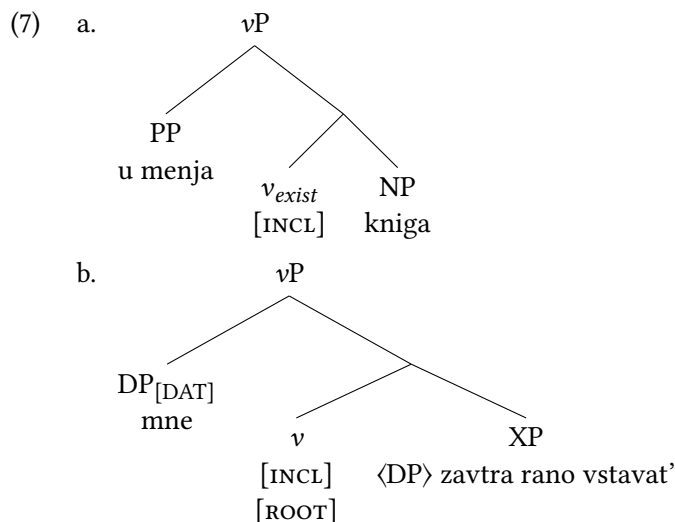 (7) a. vP
PP
u menja
v_exist NP
[INCL] kniga
b. vP
DP[DAT]
mne
v XP
[INCL] ⟨DP⟩ zavtra rano vstavat’
[ROOT]